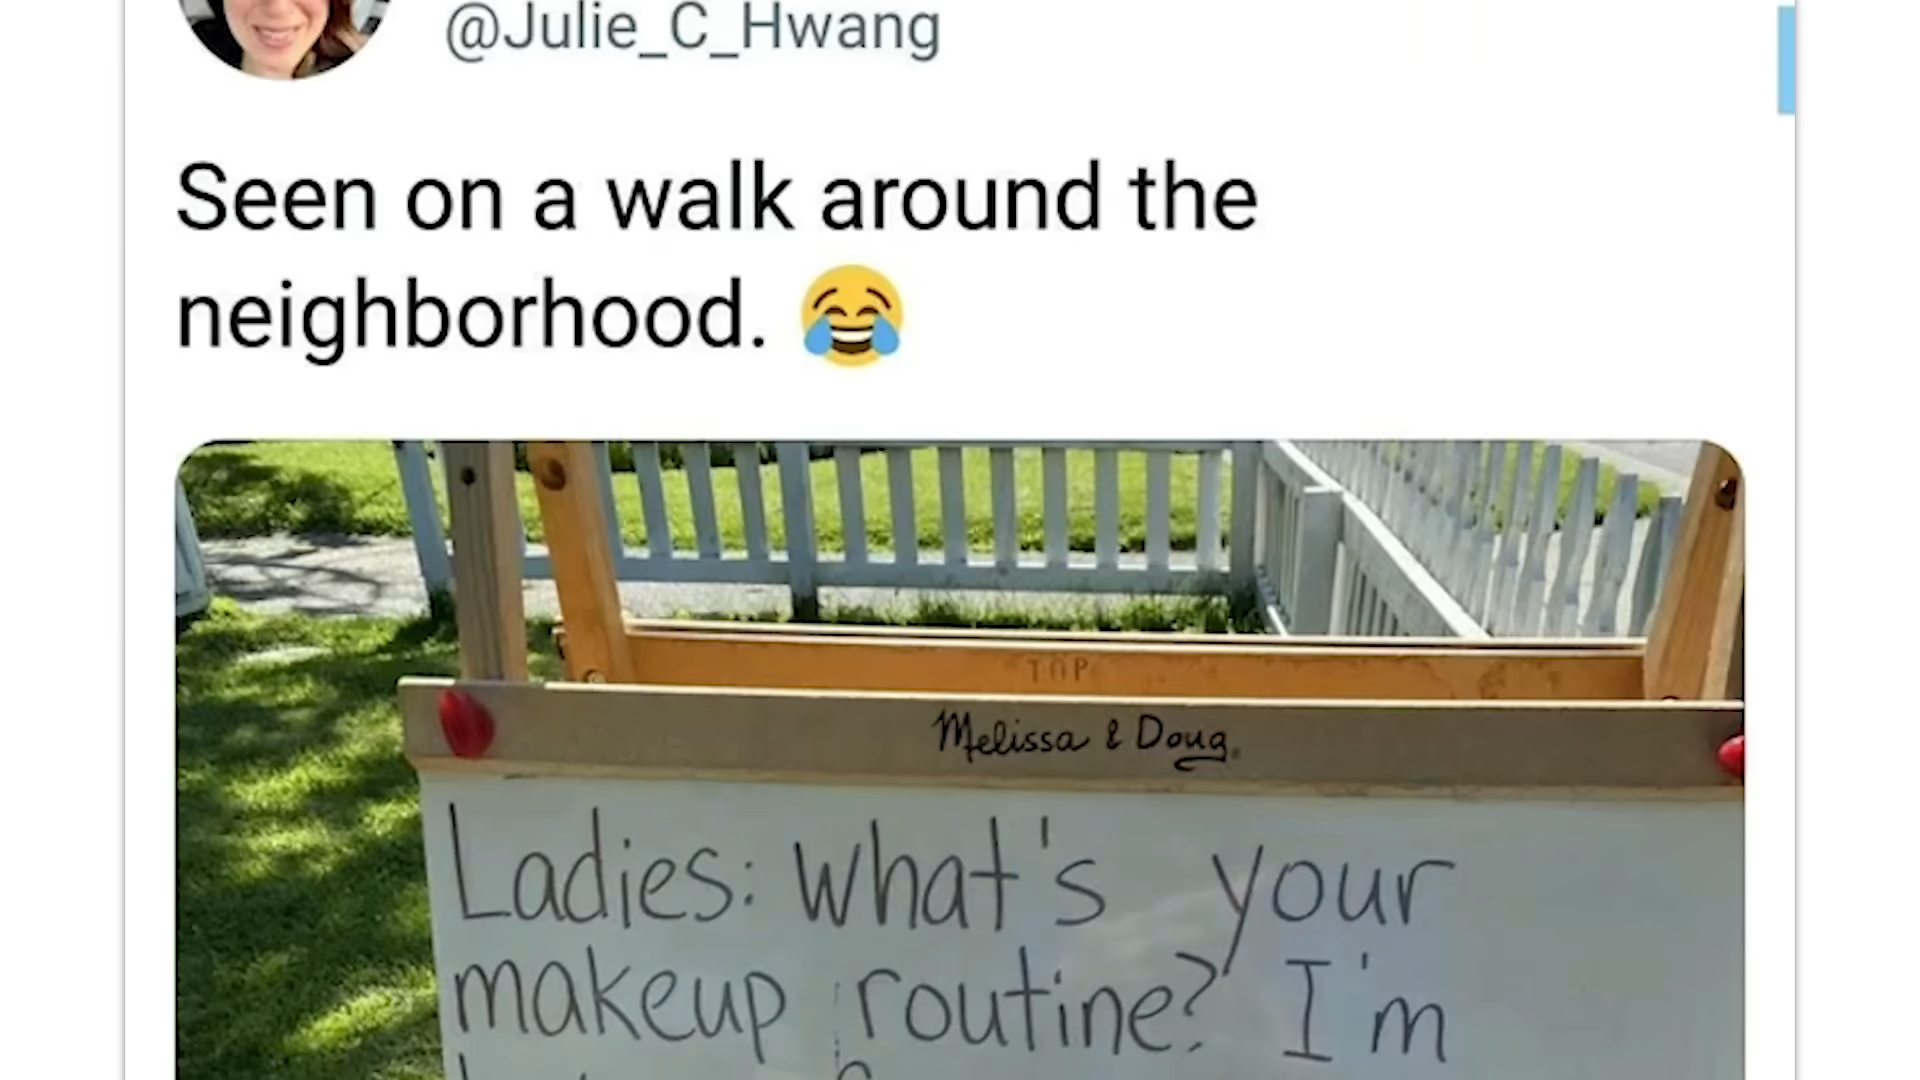 @Julie_C_Hwang
Seen on a walk around the
neighborhood. 😂
TOP
Melissa & Doug
Ladies: what's your
makeup routine? I'm